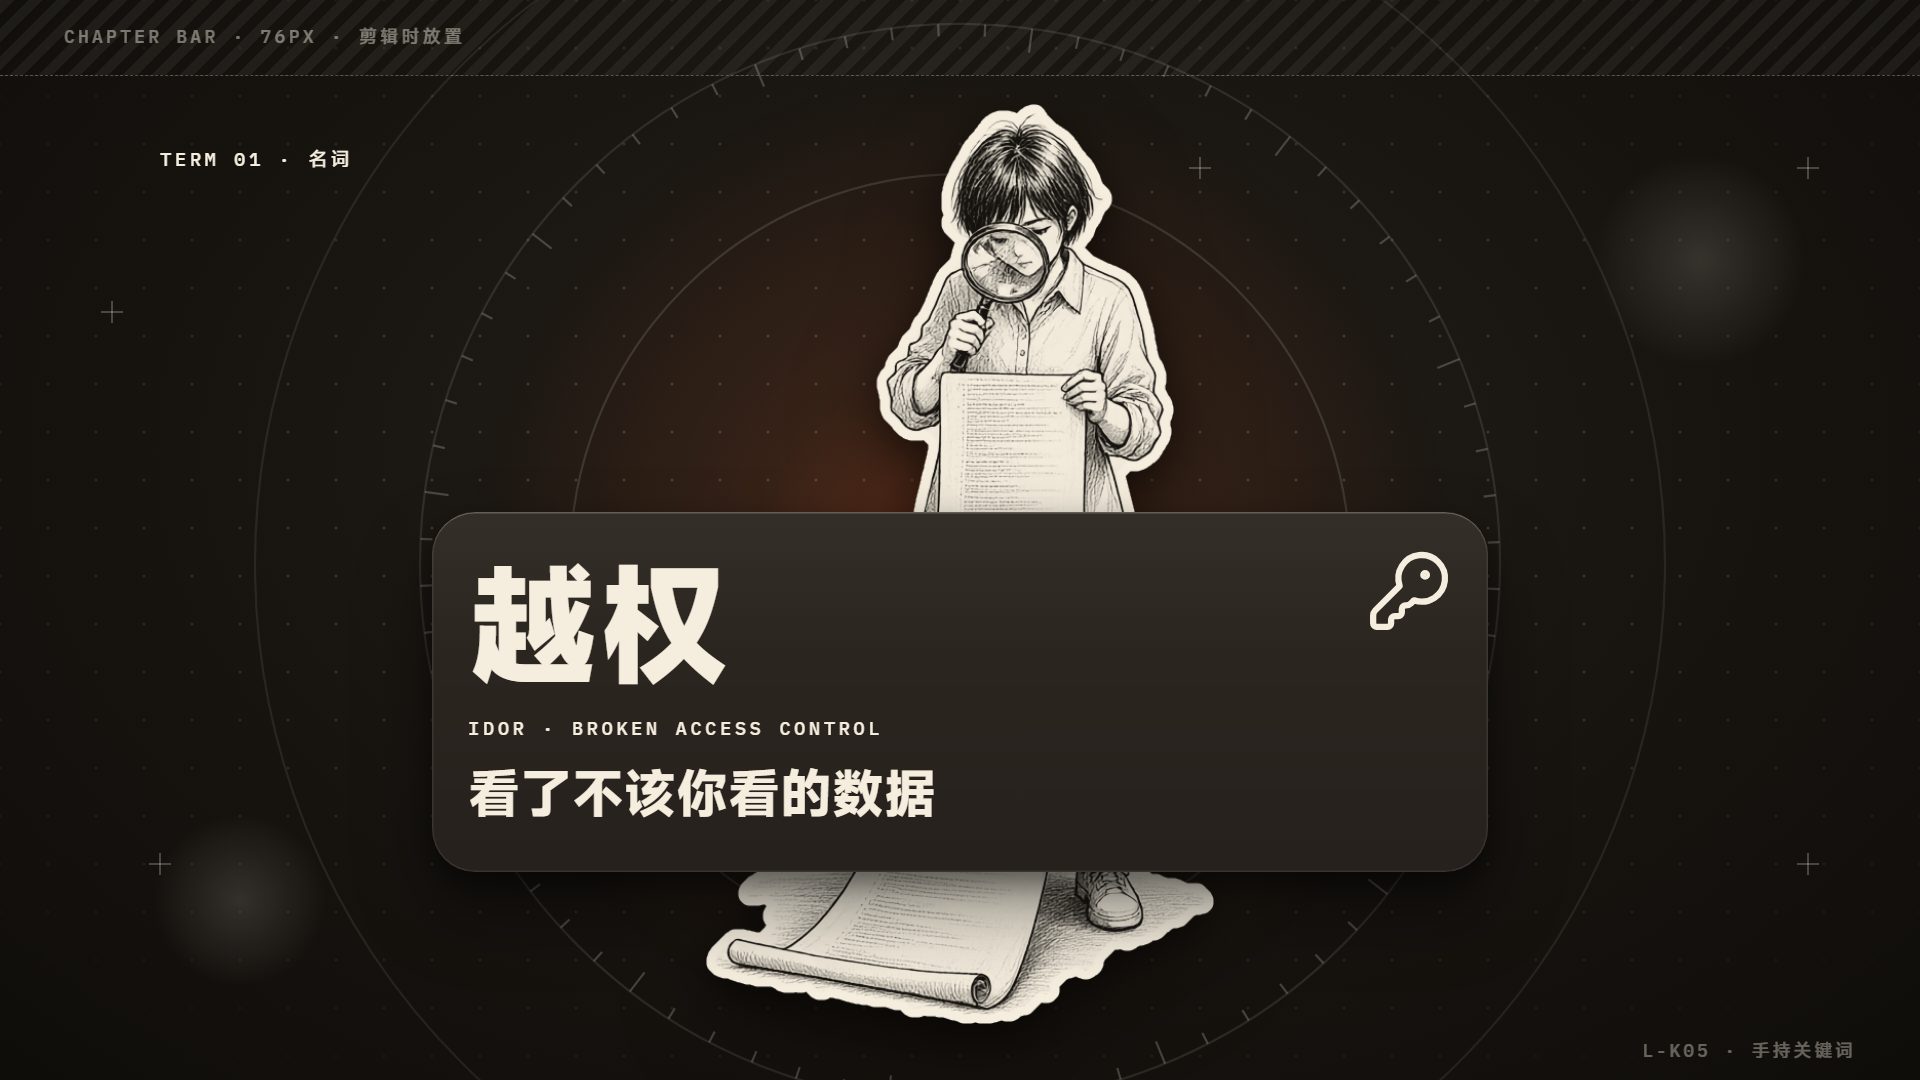 CHAPTER BAR · 76PX · 剪辑时放置
TERM 01 · 名词
越权
IDOR · BROKEN ACCESS CONTROL
看了不该你看的数据
L-K05 · 手持关键词